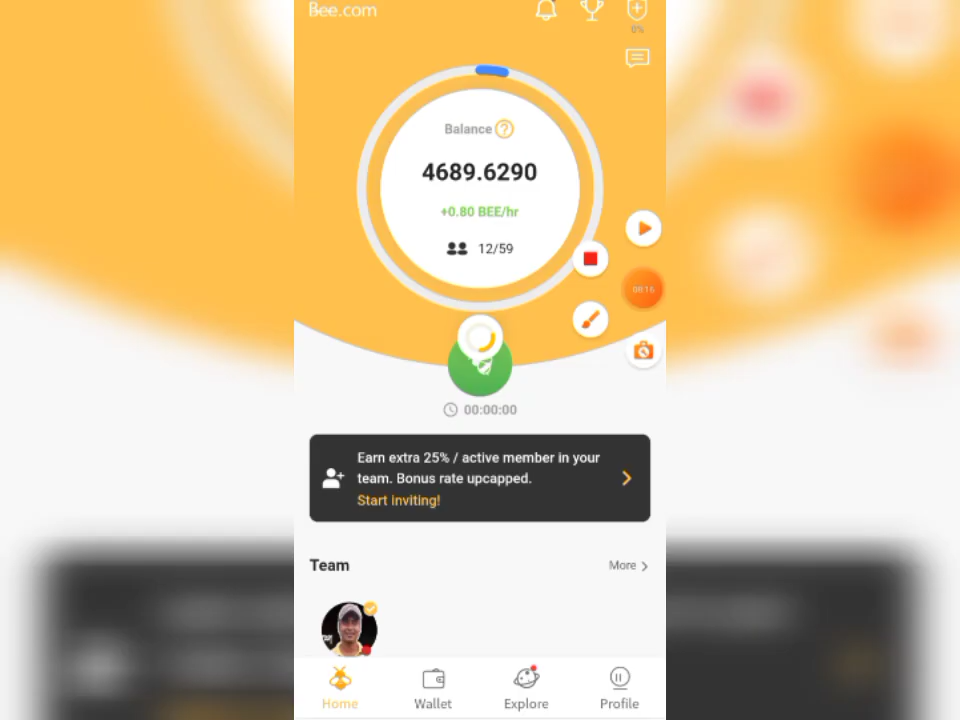 Bee.com
0%
Balance ?
4689.6290
+0.80 BEE/hr
12/59
00:16
00:00:00
Earn extra 25% / active member in your
team. Bonus rate upcapped.
Start inviting!
Team
More
Home
Wallet
Explore
Profile